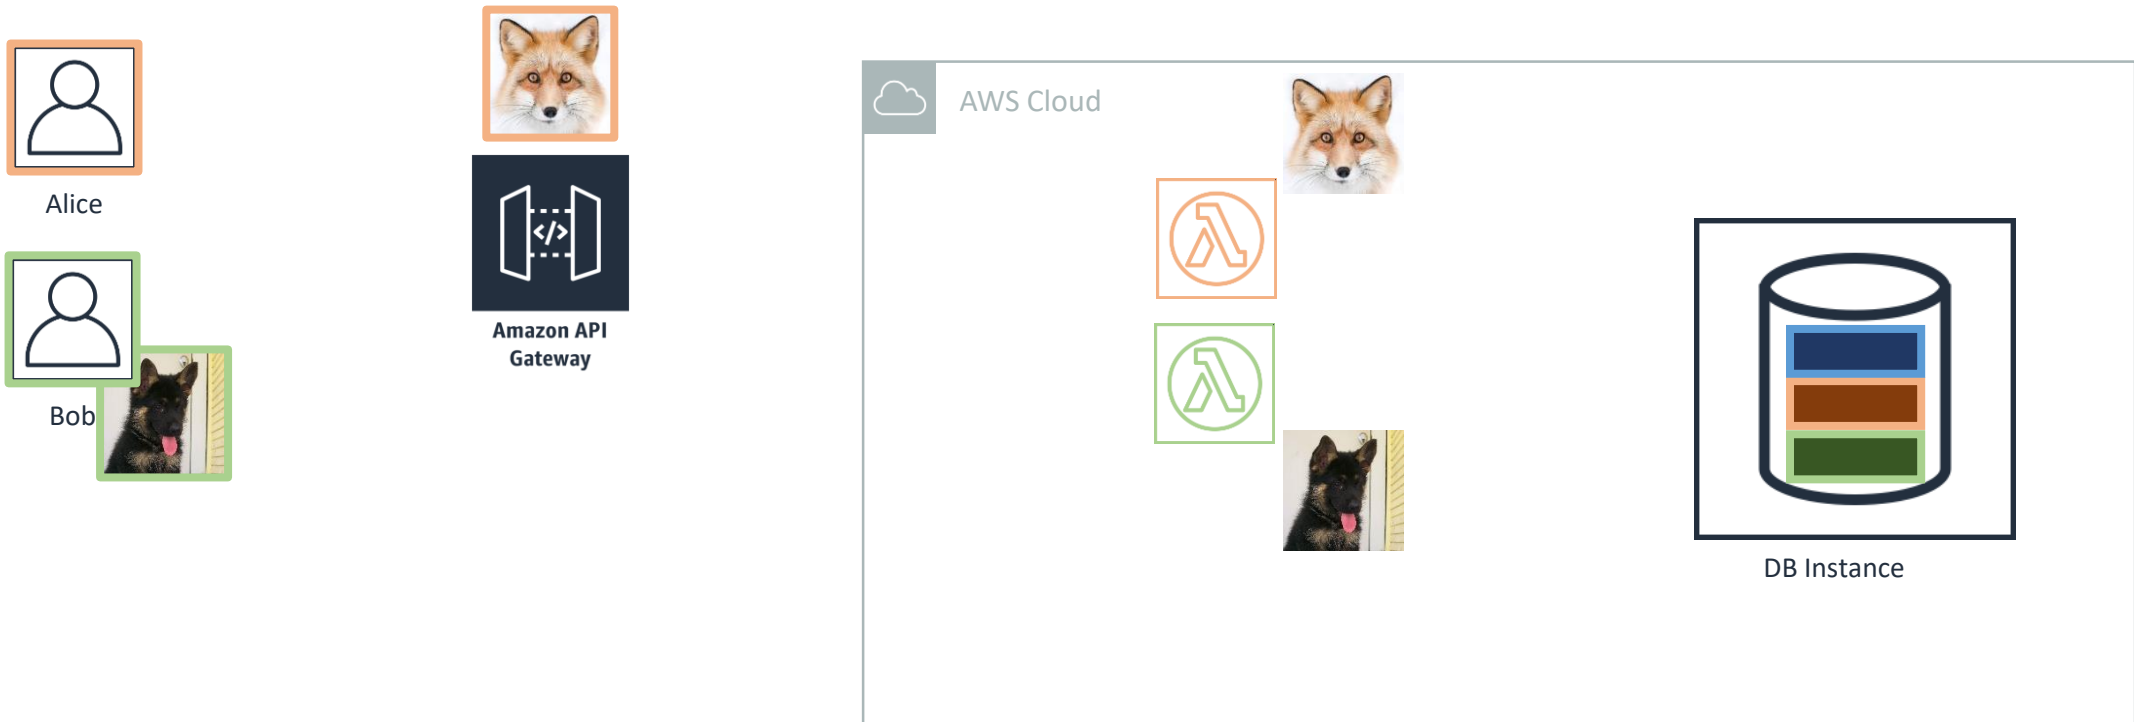 Alice
Bob
Amazon API
Gateway
</>
AWS Cloud
DB Instance